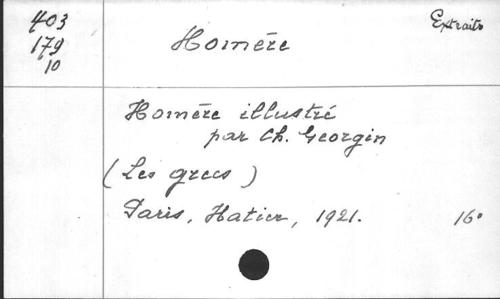 403
179
10
Homère
Extraits
Homère illustré
par Ch. Georgin
(Les grecs)
Paris, Hatier, 1921. 16°